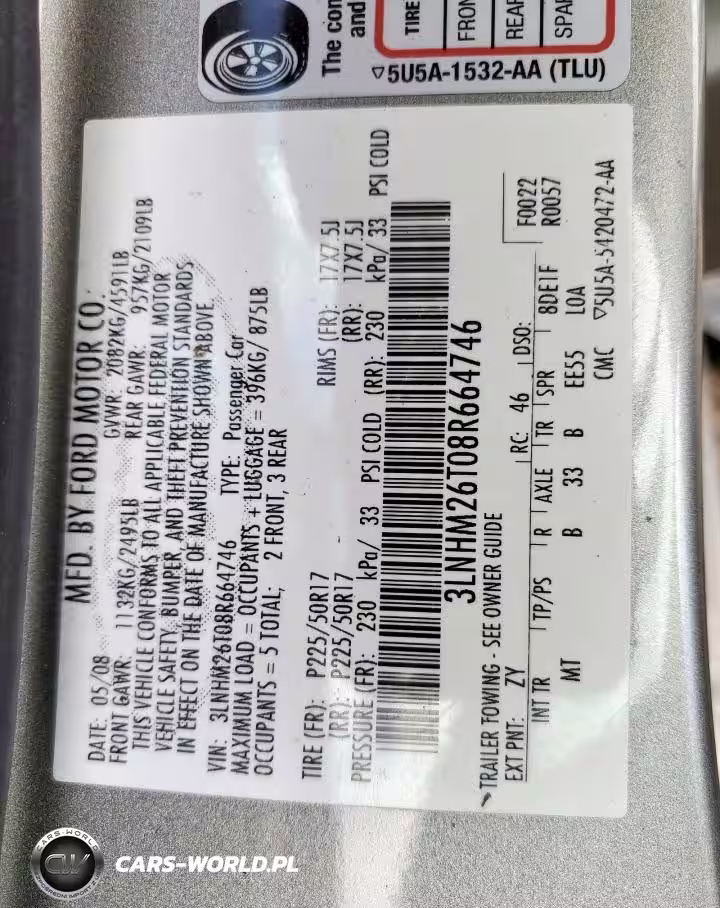 The con
and
TIRE
FRON
REAR
SPAR
▽5U5A-1532-AA (TLU)
MFD. BY FORD MOTOR CO.
DATE: 05/08 GVWR: 2082KG/4591LB
FRONT GAWR: 1132KG/2495LB REAR GAWR: 957KG/2109LB
THIS VEHICLE CONFORMS TO ALL APPLICABLE FEDERAL MOTOR
VEHICLE SAFETY, BUMPER, AND THEFT PREVENTION STANDARDS
IN EFFECT ON THE DATE OF MANUFACTURE SHOWN ABOVE.
VIN: 3LNHM26T08R664746 TYPE: Passenger Car
MAXIMUM LOAD = OCCUPANTS + LUGGAGE = 396KG/ 875LB
OCCUPANTS = 5 TOTAL; 2 FRONT, 3 REAR
TIRE (FR): P225/50R17 RIMS (FR): 17X7.5J
(RR): P225/50R17 (RR): 17X7.5J
PRESSURE (FR): 230 kPa/ 33 PSI COLD (RR): 230 kPa/ 33 PSI COLD
3LNHM26T08R664746
TRAILER TOWING - SEE OWNER GUIDE
F0022
R0057
EXT PNT: ZY RC: 46 DSO:
INT TR TP/PS R AXLE TR SPR 8DE1F
MT B 33 B EE55 L0A
CMC ▽5U5A-5420472-AA
CARS-WORLD
CW
CARS-WORLD.PL